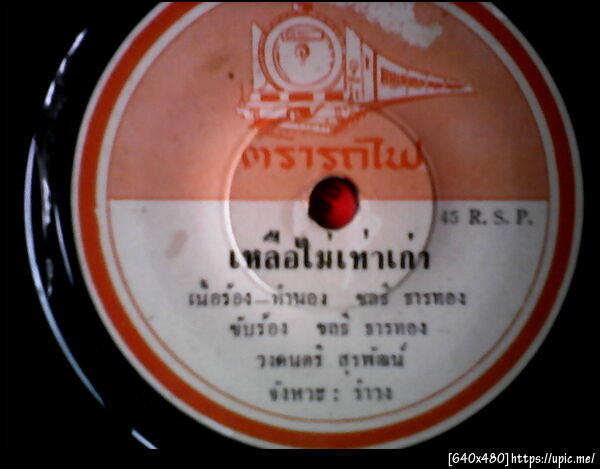 ตรารถไฟ
45 R. S. P.
เหลือไม่เท่าเก่า
เนื้อร้อง—ทำนอง ชลธี ธารทอง
ขับร้อง ชลธี ธารทอง
วงดนตรี สุรพัฒน์
จังหวะ : รำวง
[640x480]https://upic.me/